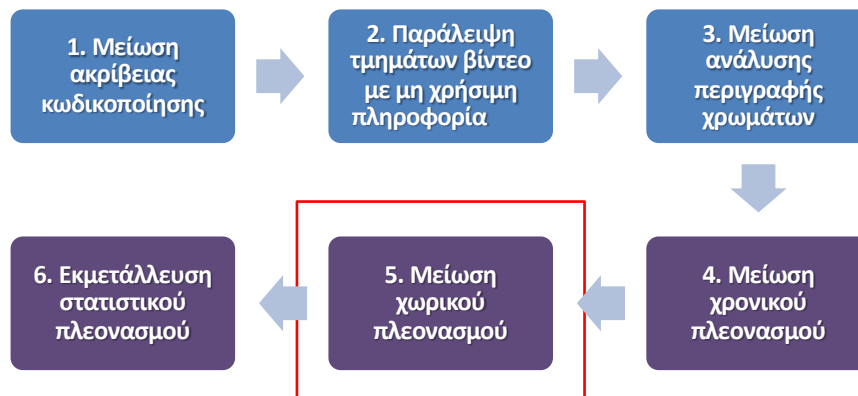 1. Μείωση
ακρίβειας
κωδικοποίησης
2. Παράλειψη
τμημάτων βίντεο
με μη χρήσιμη
πληροφορία
3. Μείωση
ανάλυσης
περιγραφής
χρωμάτων
4. Μείωση
χρονικού
πλεονασμού
5. Μείωση
χωρικού
πλεονασμού
6. Εκμετάλλευση
στατιστικού
πλεονασμού